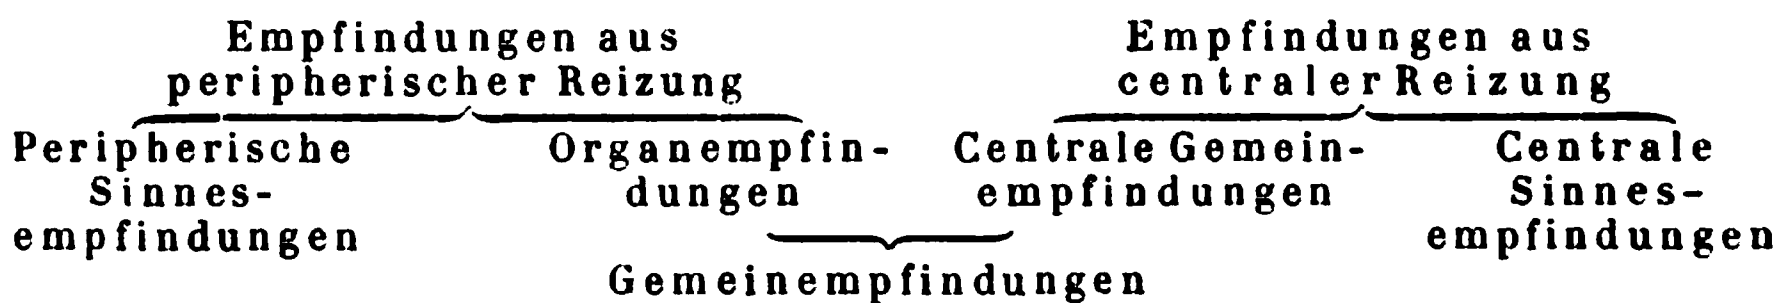 Empfindungen aus
peripherischer Reizung
Empfindungen aus
centraler Reizung
Peripherische
Sinnes-
empfindungen
Organempfin-
dungen
Centrale Gemein-
empfindungen
Centrale
Sinnes-
empfindungen
Gemeinempfindungen